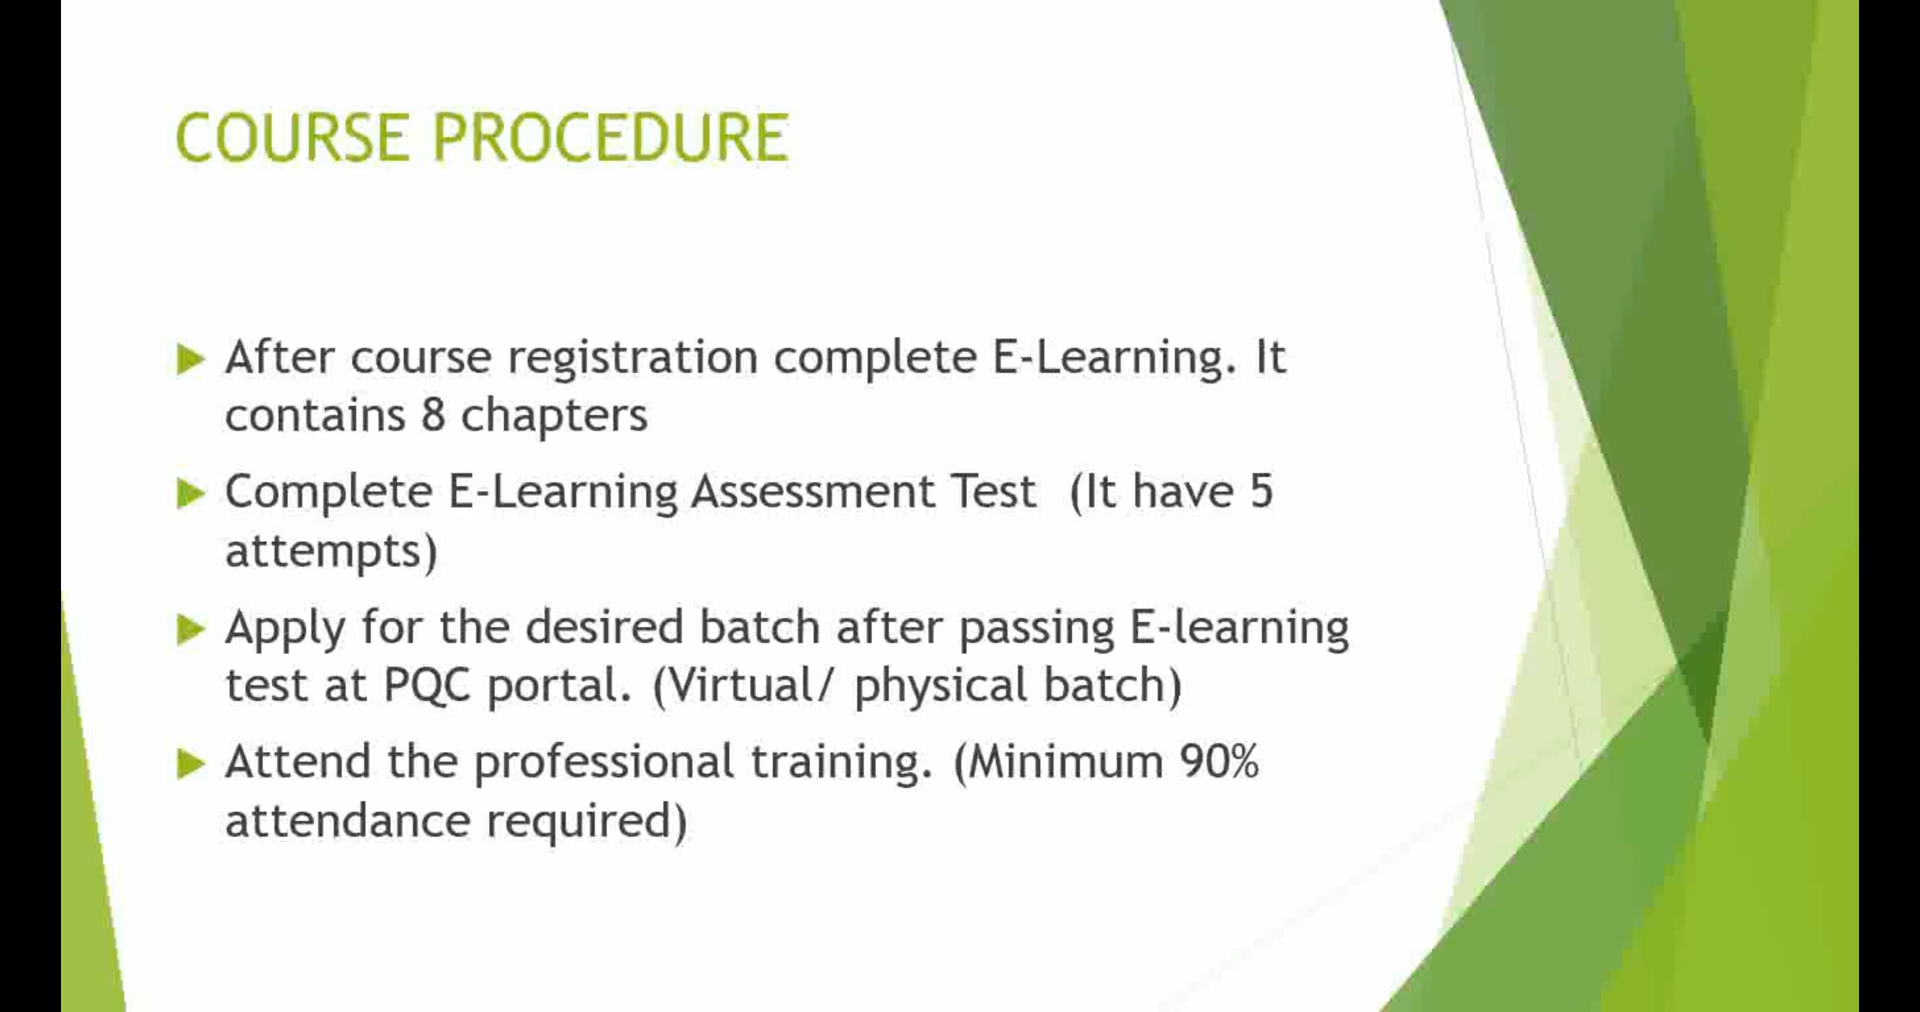 COURSE PROCEDURE
After course registration complete E-Learning. It
contains 8 chapters
Complete E-Learning Assessment Test  (It have 5
attempts)
Apply for the desired batch after passing E-learning
test at PQC portal. (Virtual/ physical batch)
Attend the professional training. (Minimum 90%
attendance required)